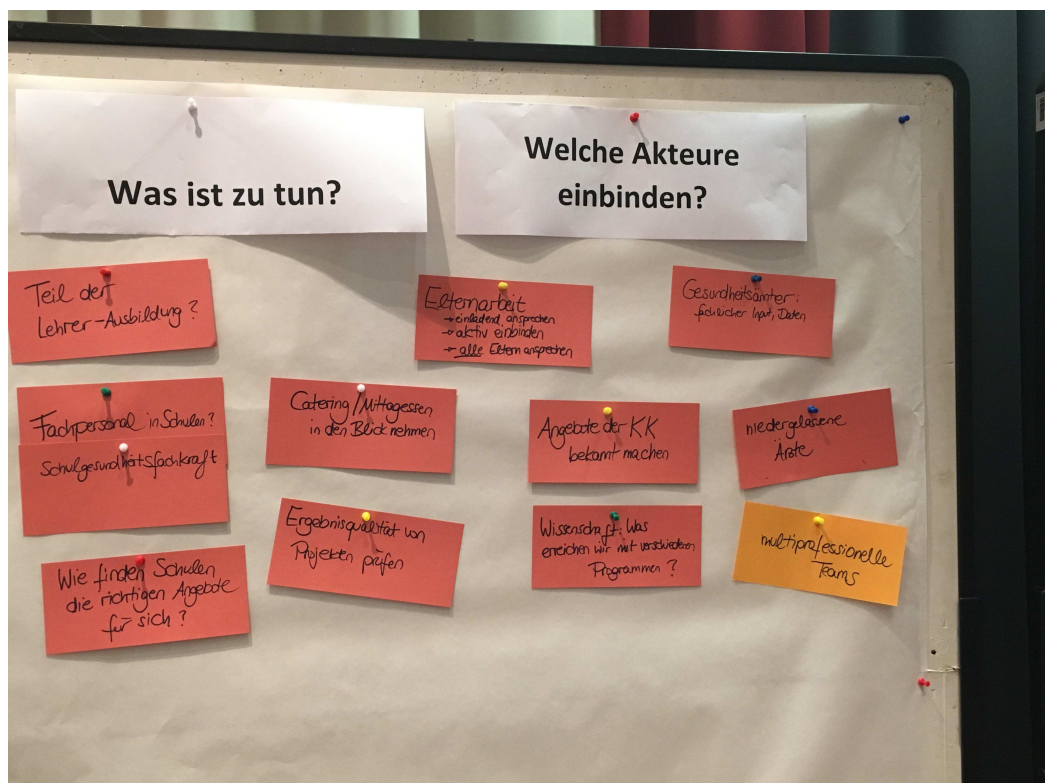 Was ist zu tun?
Teil der
Lehrer-Ausbildung?
Fachpersonal in Schulen?
Schulgesundheitsfachkraft
Wie finden Schulen
die richtigen Angebote
für sich?
Catering/Mittagessen
in den Blick nehmen
Ergebnisqualität von
Projekten prüfen
Welche Akteure
einbinden?
Elternarbeit
→ einladend ansprechen
→ aktiv einbinden
→ alle Eltern ansprechen
Gesundheitsämter:
fachlicher Input, Daten
Angebote der KK
bekannt machen
niedergelassene
Ärzte
Wissenschaft: Was
erreichen wir mit verschiedenen
Programmen?
multiprofessionelle
Teams